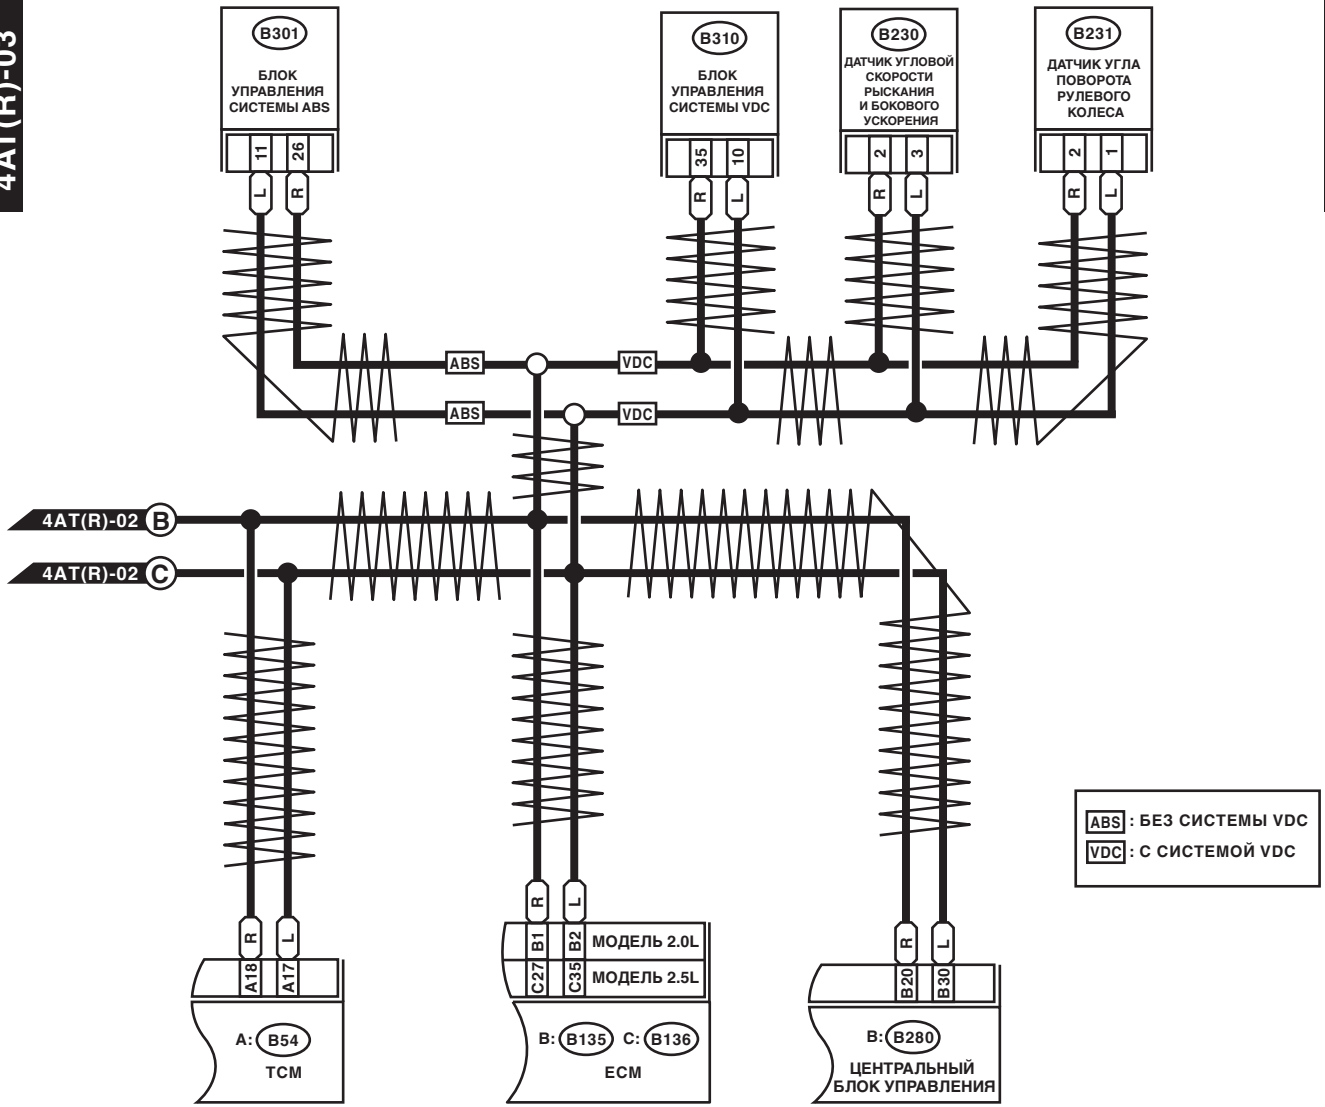 4AT(R)-03
B301
БЛОК
УПРАВЛЕНИЯ
СИСТЕМЫ ABS
B310
БЛОК
УПРАВЛЕНИЯ
СИСТЕМЫ VDC
B230
ДАТЧИК УГЛОВОЙ
СКОРОСТИ
РЫСКАНИЯ
И БОКОВОГО
УСКОРЕНИЯ
B231
ДАТЧИК УГЛА
ПОВОРОТА
РУЛЕВОГО
КОЛЕСА
11 26
35 10
2 3
2 1
L R
R L
R L
R L
ABS VDC
ABS VDC
4AT(R)-02 B
4AT(R)-02 C
ABS : БЕЗ СИСТЕМЫ VDC
VDC : С СИСТЕМОЙ VDC
R L
R L
R L
A18 A17
B1 B2 МОДЕЛЬ 2.0L
C27 C35 МОДЕЛЬ 2.5L
B20 B30
A: B54
TCM
B: B135 C: B136
ECM
B: B280
ЦЕНТРАЛЬНЫЙ
БЛОК УПРАВЛЕНИЯ